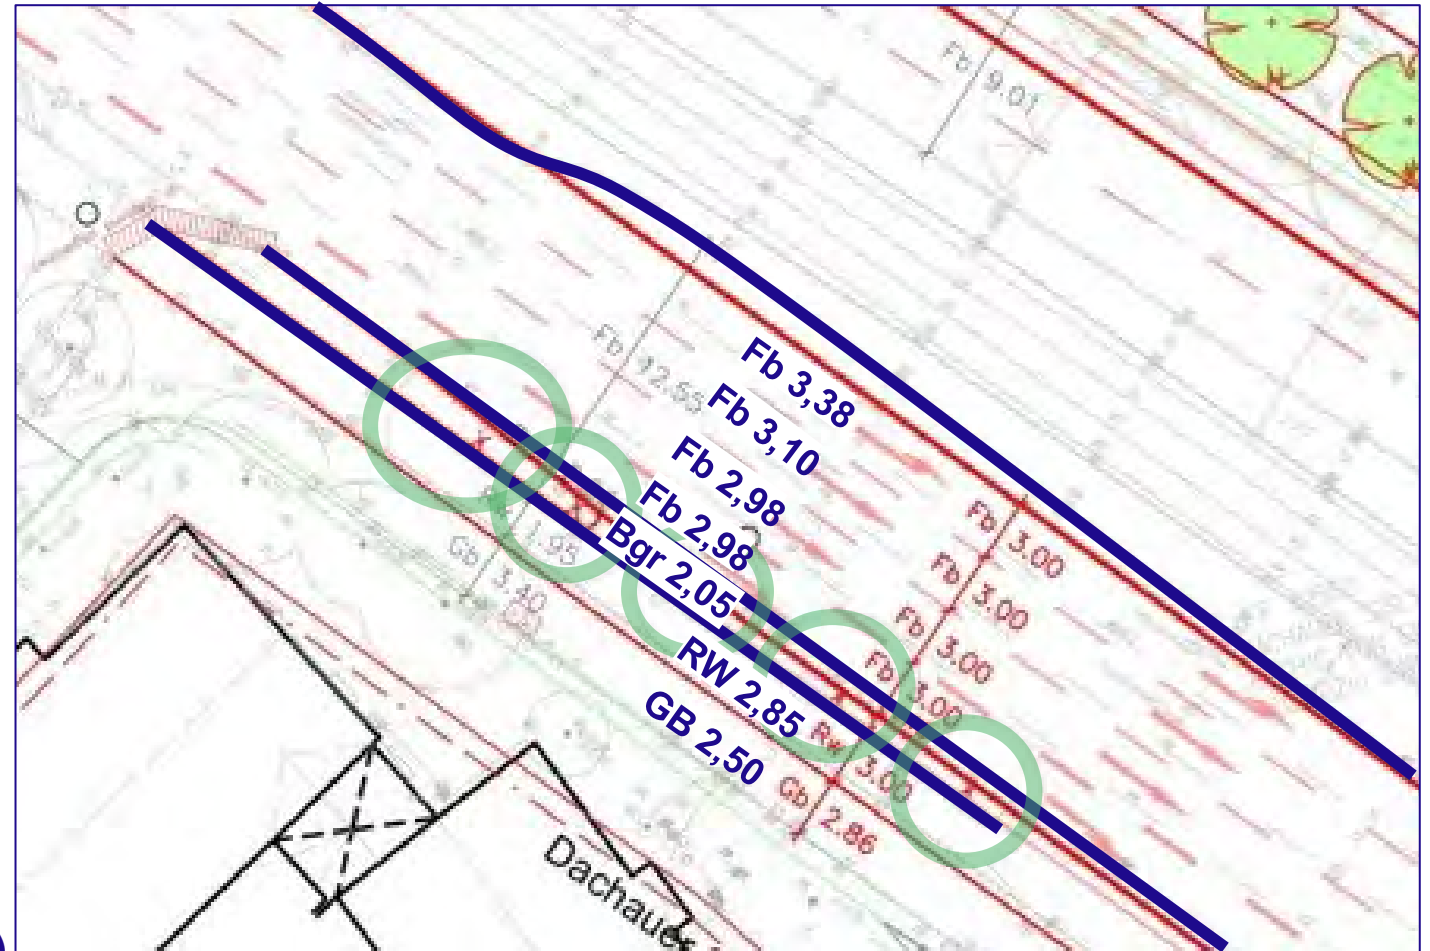 Fb 9.01
Fb 12.65
Fb 3,38
Fb 3,10
Fb 2,98
Fb 2,98
Bgr 2,05
RW 2,85
GB 2,50
1.95
Gb 3.40
Fb 3.00
Fb 3.00
Fb 3.00
Fb 3.00
Rw 3.00
Gb 2.86
Dachauer